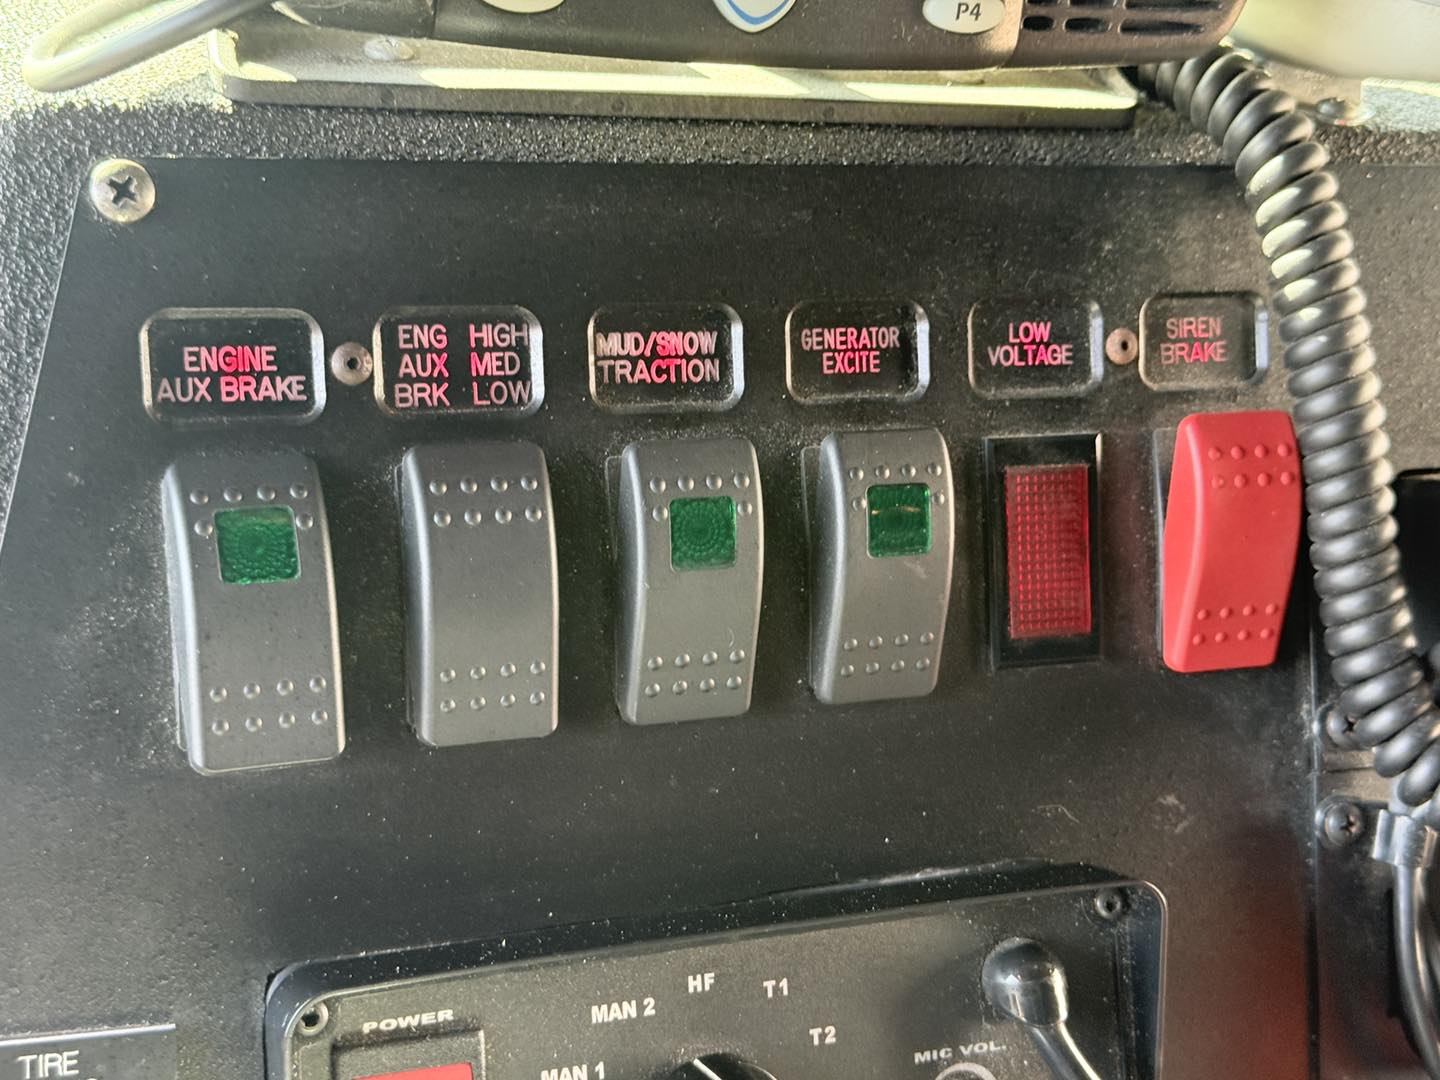 P4
ENGINE
AUX BRAKE
ENG HIGH
AUX MED
BRK LOW
MUD/SNOW
TRACTION
GENERATOR
EXCITE
LOW
VOLTAGE
SIREN
BRAKE
POWER
MAN 1
MAN 2
HF
T1
T2
MIC VOL.
TIRE